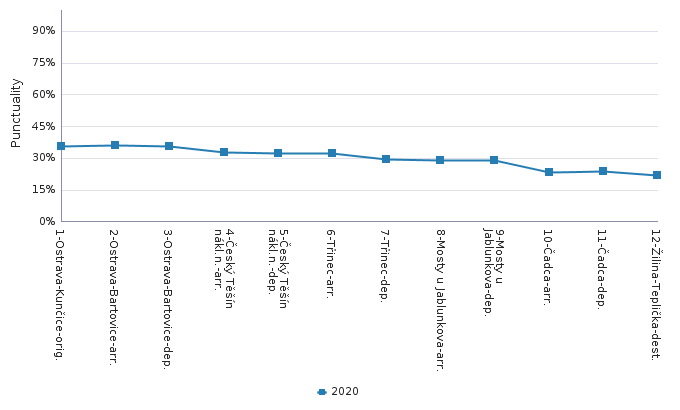 90%
75%
60%
45%
30%
15%
0%
Punctuality
1-Ostrava-Kunčice-orig.
2-Ostrava-Bartovice-arr.
3-Ostrava-Bartovice-dep.
4-Český Těšín
nákl.n.-arr.
5-Český Těšín
nákl.n.-dep.
6-Třinec-arr.
7-Třinec-dep.
8-Mosty u Jablunkova-arr.
9-Mosty u
Jablunkova-dep.
10-Čadca-arr.
11-Čadca-dep.
12-Žilina-Teplička-dest.
2020